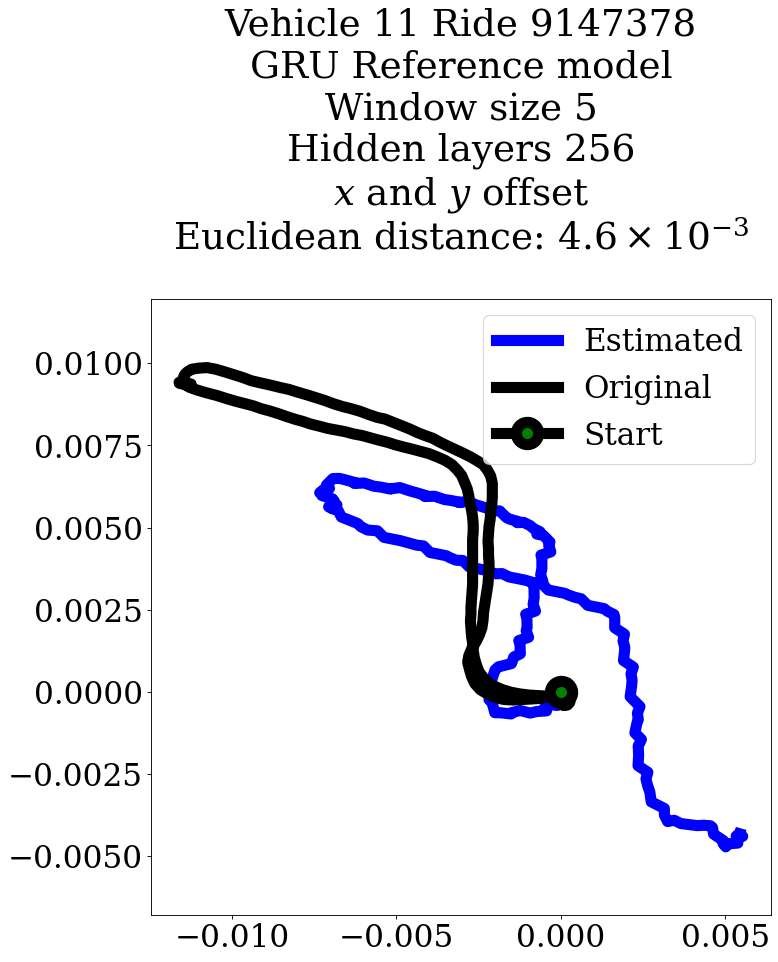 Vehicle 11 Ride 9147378
GRU Reference model
Window size 5
Hidden layers 256
x and y offset
Euclidean distance: 4.6 × 10⁻³
Estimated
Original
Start
0.0100
0.0075
0.0050
0.0025
0.0000
−0.0025
−0.0050
−0.010 −0.005 0.000 0.005